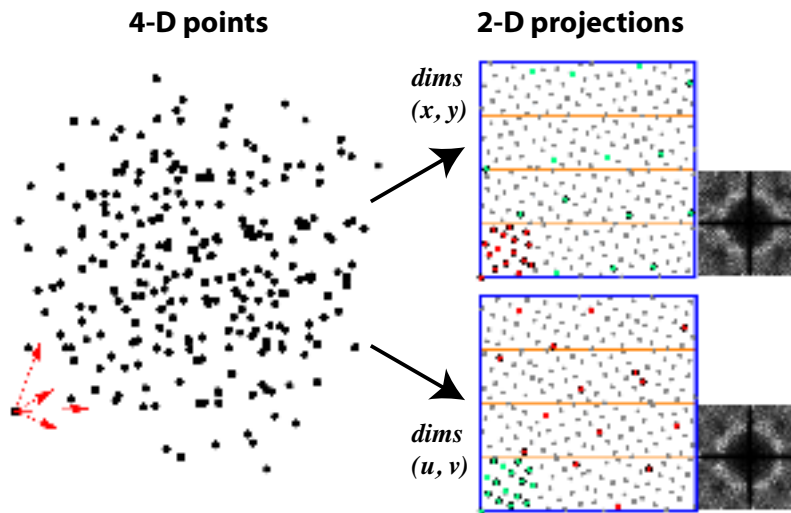 4-D points
2-D projections
dims
(x, y)
dims
(u, v)